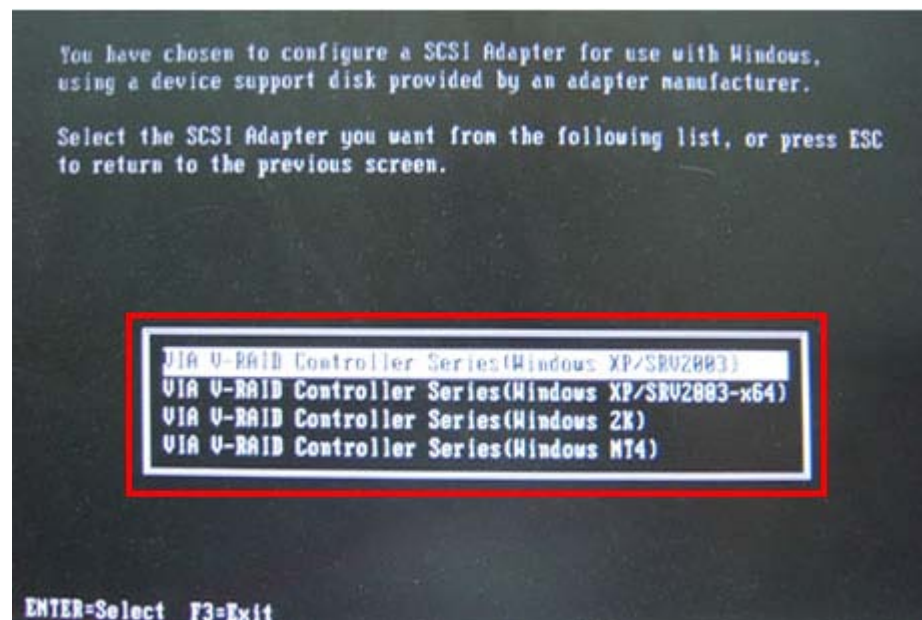 You have chosen to configure a SCSI Adapter for use with Windows,
using a device support disk provided by an adapter manufacturer.
Select the SCSI Adapter you want from the following list, or press ESC
to return to the previous screen.
VIA V-RAID Controller Series(Windows XP/SRV2003)
VIA V-RAID Controller Series(Windows XP/SRV2003-x64)
VIA V-RAID Controller Series(Windows 2K)
VIA V-RAID Controller Series(Windows NT4)
ENTER=Select F3=Exit